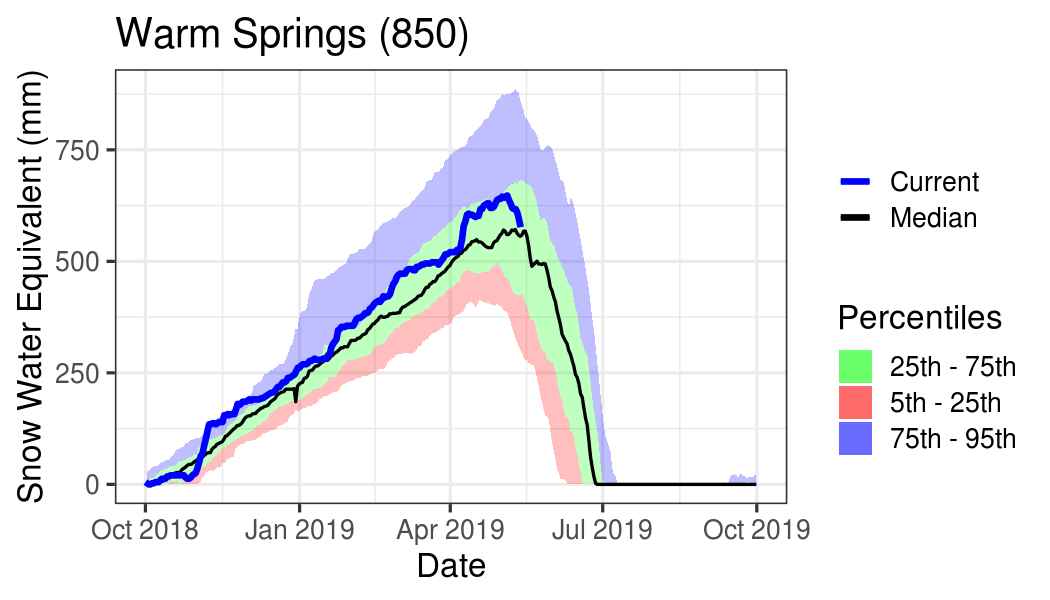 Warm Springs (850)
Snow Water Equivalent (mm)
750
500
250
0
Oct 2018
Jan 2019
Apr 2019
Jul 2019
Oct 2019
Date
Current
Median
Percentiles
25th - 75th
5th - 25th
75th - 95th